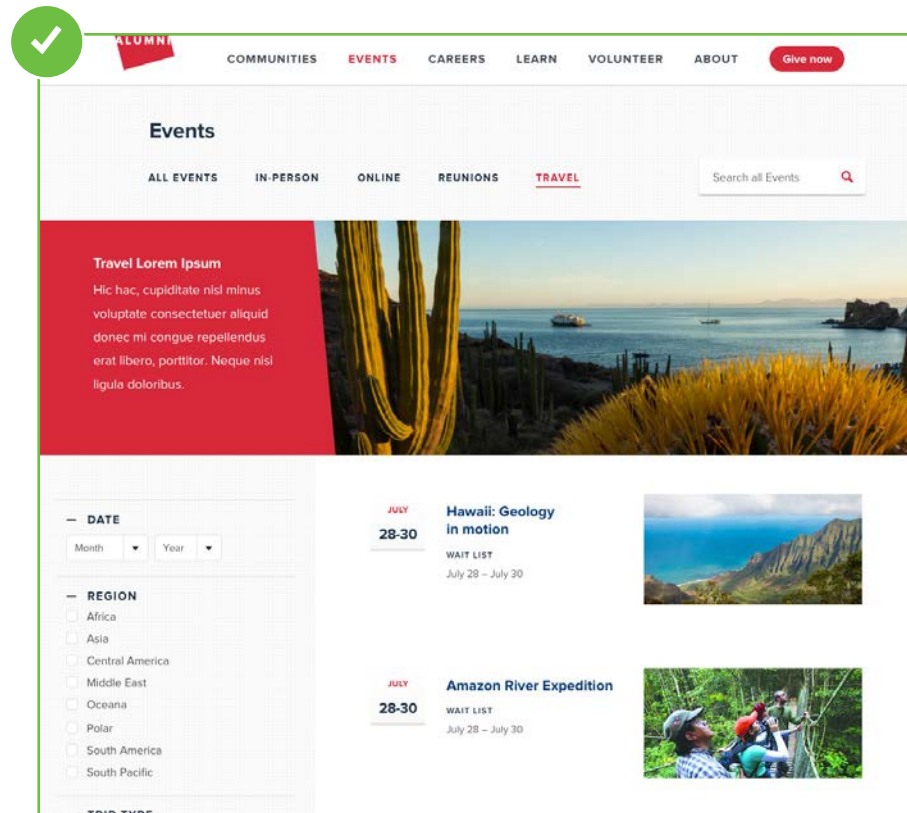 ALUMNI
COMMUNITIES EVENTS CAREERS LEARN VOLUNTEER ABOUT Give now
Events
ALL EVENTS IN-PERSON ONLINE REUNIONS TRAVEL Search all Events
Travel Lorem Ipsum
Hic hac, cupiditate nisl minus
voluptate consectetuer aliquid
donec mi congue repellendus
erat libero, porttitor. Neque nisl
ligula doloribus.
— DATE
Month Year
— REGION
Africa
Asia
Central America
Middle East
Oceana
Polar
South America
South Pacific
TRIP TYPE
JULY
28-30
Hawaii: Geology
in motion
WAIT LIST
July 28 – July 30
JULY
28-30
Amazon River Expedition
WAIT LIST
July 28 – July 30